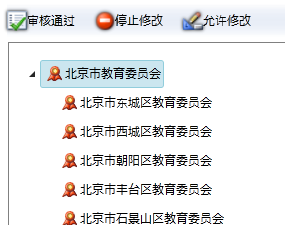 审核通过 停止修改 允许修改
北京市教育委员会
北京市东城区教育委员会
北京市西城区教育委员会
北京市朝阳区教育委员会
北京市丰台区教育委员会
北京市石景山区教育委员会